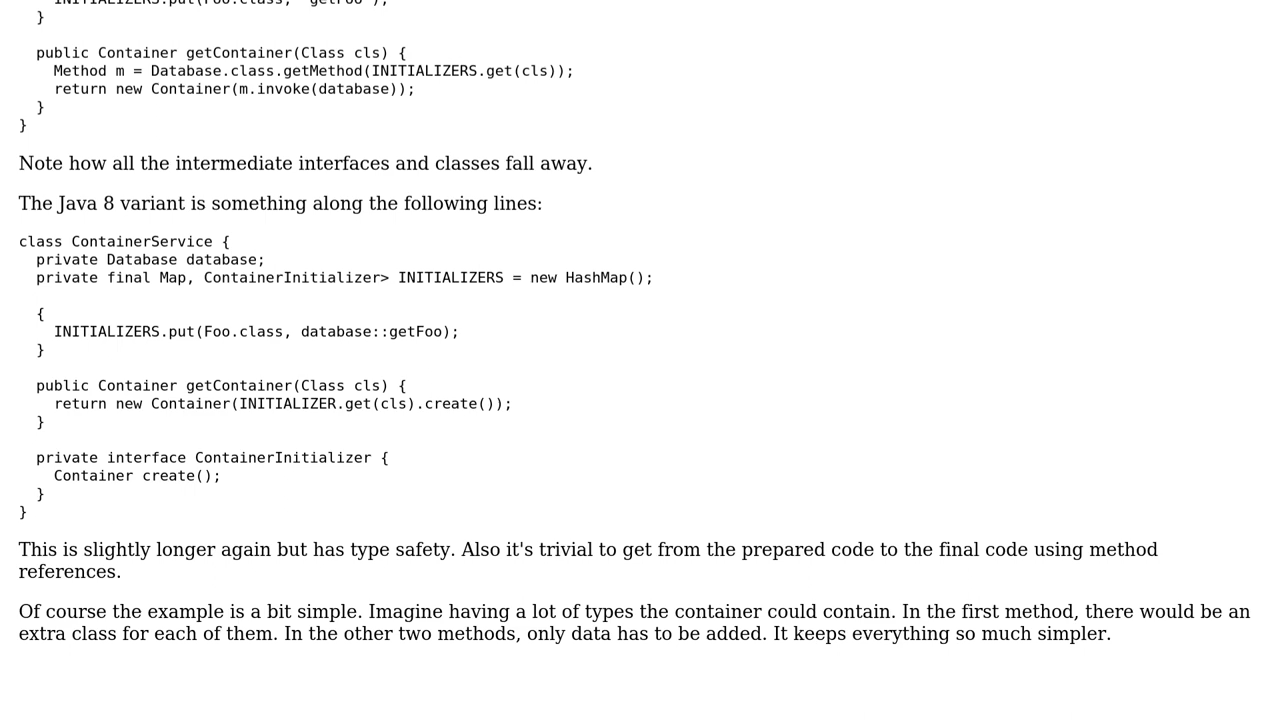 INITIALIZERS.put(Foo.class, "getFoo");
  }

  public Container getContainer(Class cls) {
    Method m = Database.class.getMethod(INITIALIZERS.get(cls));
    return new Container(m.invoke(database));
  }
}
Note how all the intermediate interfaces and classes fall away.
The Java 8 variant is something along the following lines:
class ContainerService {
  private Database database;
  private final Map, ContainerInitializer> INITIALIZERS = new HashMap();

  {
    INITIALIZERS.put(Foo.class, database::getFoo);
  }

  public Container getContainer(Class cls) {
    return new Container(INITIALIZER.get(cls).create());
  }

  private interface ContainerInitializer {
    Container create();
  }
}
This is slightly longer again but has type safety. Also it's trivial to get from the prepared code to the final code using method
references.
Of course the example is a bit simple. Imagine having a lot of types the container could contain. In the first method, there would be an
extra class for each of them. In the other two methods, only data has to be added. It keeps everything so much simpler.